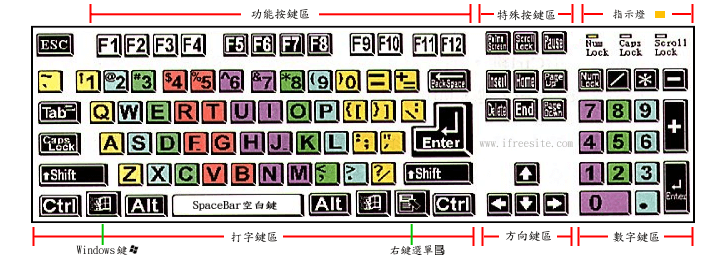 功能按鍵區 特殊按鍵區 指示燈
ESC F1 F2 F3 F4 F5 F6 F7 F8 F9 F10 F11 F12 Print Screen Scroll Lock Pause Num Lock Caps Lock Scroll Lock
~ ` !1 @2 #3 $4 %5 ^6 &7 *8 (9 )0 BackSpace Insert Home Page Up Num Lock / * −
Tab Q W E R T U I O P {[ }] Delete End Page Down 7 8 9 +
Caps Lock A S D F G H J K L :; "' Enter www.ifreesite.com 4 5 6
Shift Z X C V B N M <, >. ?/ Shift 1 2 3 Enter
Ctrl Alt SpaceBar空白鍵 Alt Ctrl 0 .
打字鍵區 方向鍵區 數字鍵區
Windows鍵 右鍵選單